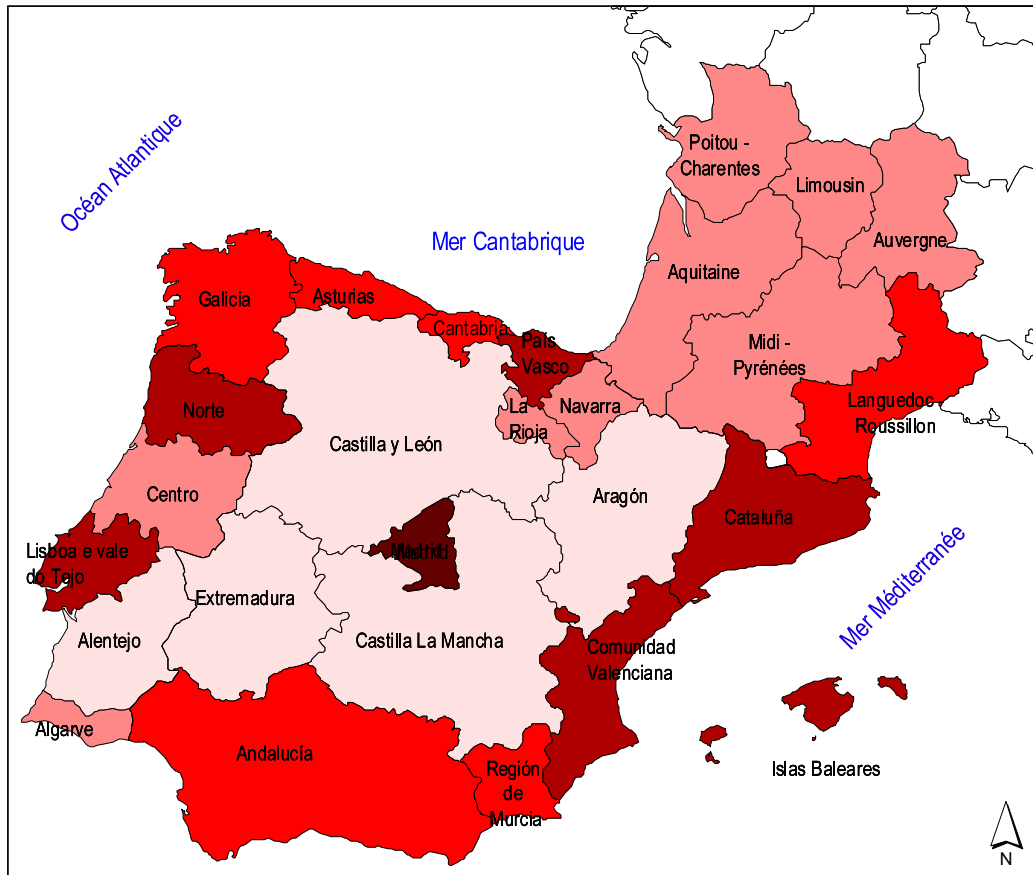 Océan Atlantique
Poitou -
Charentes
Limousin
Auvergne
Mer Cantabrique
Aquitaine
Galicia
Asturias
Cantabria
País
Vasco
Midi -
Pyrénées
Norte
La
Rioja
Navarra
Languedoc
Roussillon
Castilla y León
Centro
Aragón
Cataluña
Lisboa e vale
do Tejo
Madrid
Madrid
Extremadura
Mer Méditerranée
Alentejo
Castilla La Mancha
Comunidad
Valenciana
Algarve
Andalucía
Región
de
Murcia
Islas Baleares
N